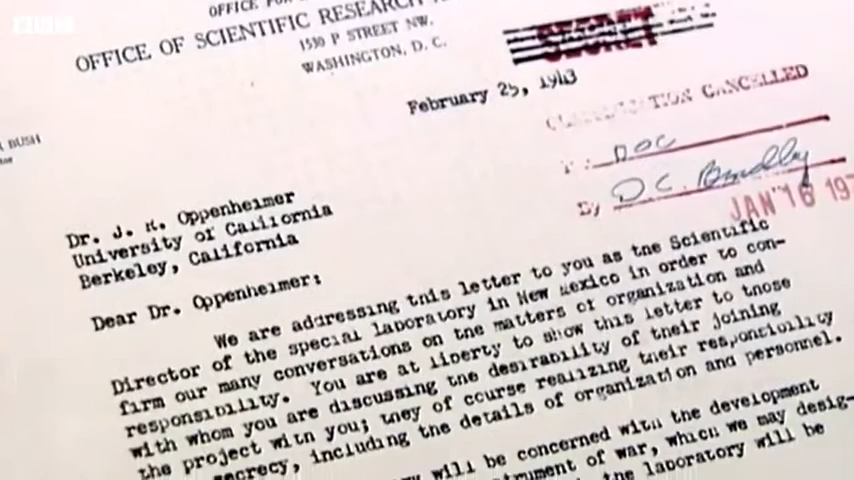 BBC
OFFICE FOR
OFFICE OF SCIENTIFIC RESEARCH
1530 P STREET NW.
WASHINGTON, D. C.
SECRET
February 25, 1943
CLASSIFICATION CANCELLED
DOC
By D.C. Bradley
JAN 16 197
BUSH
Dr. J. R. Oppenheimer
University of California
Berkeley, California
Dear Dr. Oppenheimer:
We are addressing this letter to you as the Scientific
Director of the special laboratory in New Mexico in order to con-
firm our many conversations on the matters of organization and
responsibility. You are at liberty to show this letter to those
with whom you are discussing the desirability of their joining
the project with you; they of course realizing their responsibility
secrecy, including the details of organization and personnel.
will be concerned with the development
strument of war, which we may desig-
the laboratory will be